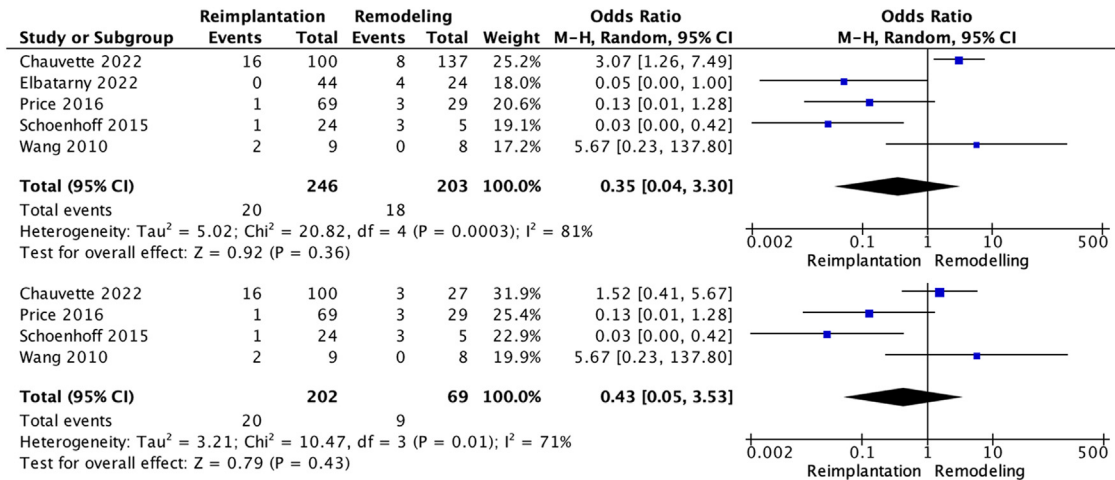 Reimplantation Remodeling Odds Ratio Odds Ratio
Study or Subgroup Events Total Events Total Weight M-H, Random, 95% CI M-H, Random, 95% CI
Chauvette 2022 16 100 8 137 25.2% 3.07 [1.26, 7.49]
Elbatarny 2022 0 44 4 24 18.0% 0.05 [0.00, 1.00]
Price 2016 1 69 3 29 20.6% 0.13 [0.01, 1.28]
Schoenhoff 2015 1 24 3 5 19.1% 0.03 [0.00, 0.42]
Wang 2010 2 9 0 8 17.2% 5.67 [0.23, 137.80]
Total (95% CI) 246 203 100.0% 0.35 [0.04, 3.30]
Total events 20 18
Heterogeneity: Tau² = 5.02; Chi² = 20.82, df = 4 (P = 0.0003); I² = 81%
Test for overall effect: Z = 0.92 (P = 0.36)
0.002 0.1 1 10 500
Reimplantation Remodelling
Chauvette 2022 16 100 3 27 31.9% 1.52 [0.41, 5.67]
Price 2016 1 69 3 29 25.4% 0.13 [0.01, 1.28]
Schoenhoff 2015 1 24 3 5 22.9% 0.03 [0.00, 0.42]
Wang 2010 2 9 0 8 19.9% 5.67 [0.23, 137.80]
Total (95% CI) 202 69 100.0% 0.43 [0.05, 3.53]
Total events 20 9
Heterogeneity: Tau² = 3.21; Chi² = 10.47, df = 3 (P = 0.01); I² = 71%
Test for overall effect: Z = 0.79 (P = 0.43)
0.002 0.1 1 10 500
Reimplantation Remodelling